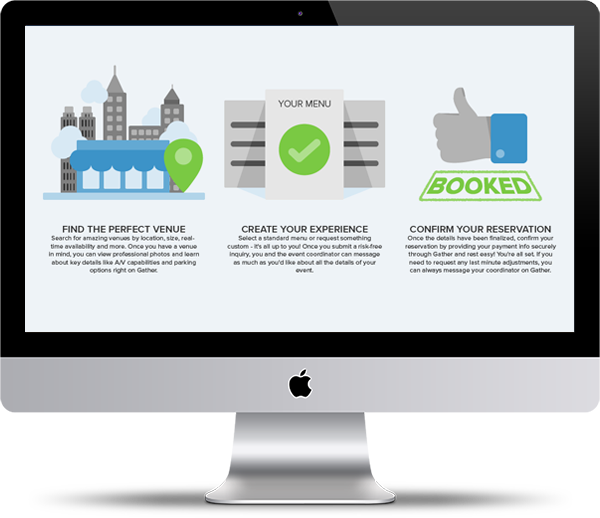 YOUR MENU
BOOKED
FIND THE PERFECT VENUE
Search for amazing venues by location, size, real-
time availability and more. Once you have a venue
in mind, you can view professional photos and learn
about key details like A/V capabilities and parking
options right on Gather.
CREATE YOUR EXPERIENCE
Select a standard menu or request something
custom - it's all up to you! Once you submit a risk-free
inquiry, you and the event coordinator can message
as much as you'd like about all the details of your
event.
CONFIRM YOUR RESERVATION
Once the details have been finalized, confirm your
reservation by providing your payment info securely
through Gather and rest easy! You're all set. If you
need to request any last minute adjustments, you
can always message your coordinator on Gather.